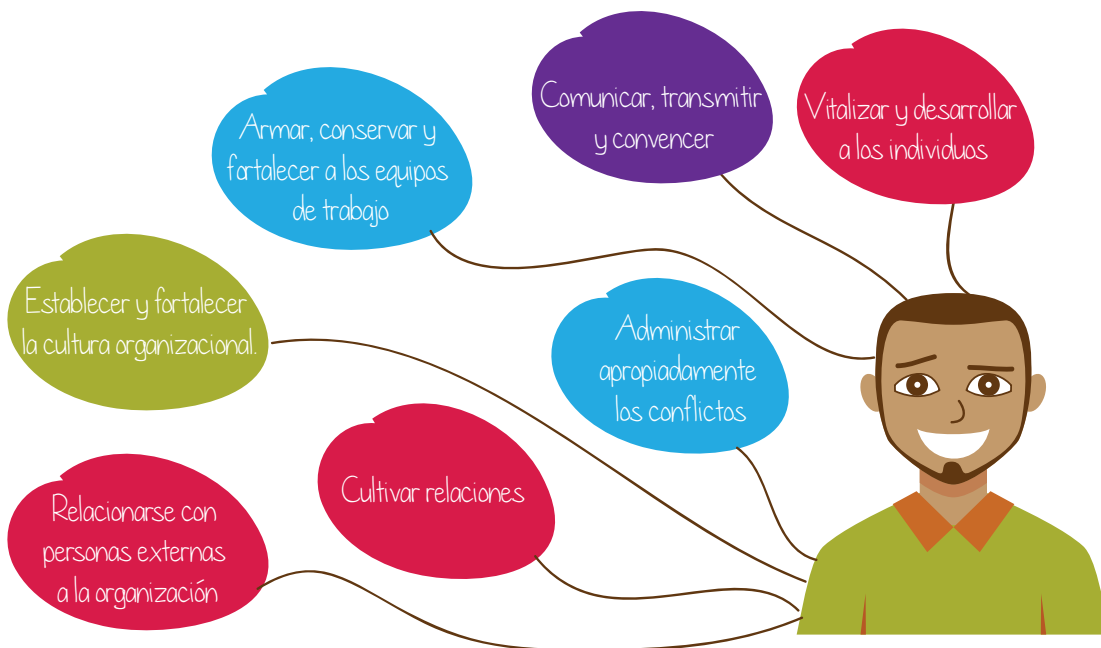 Comunicar, transmitir
y convencer
Vitalizar y desarrollar
a los individuos
Armar, conservar y
fortalecer a los equipos
de trabajo
Establecer y fortalecer
la cultura organizacional.
Administrar
apropiadamente
los conflictos
Cultivar relaciones
Relacionarse con
personas externas
a la organización